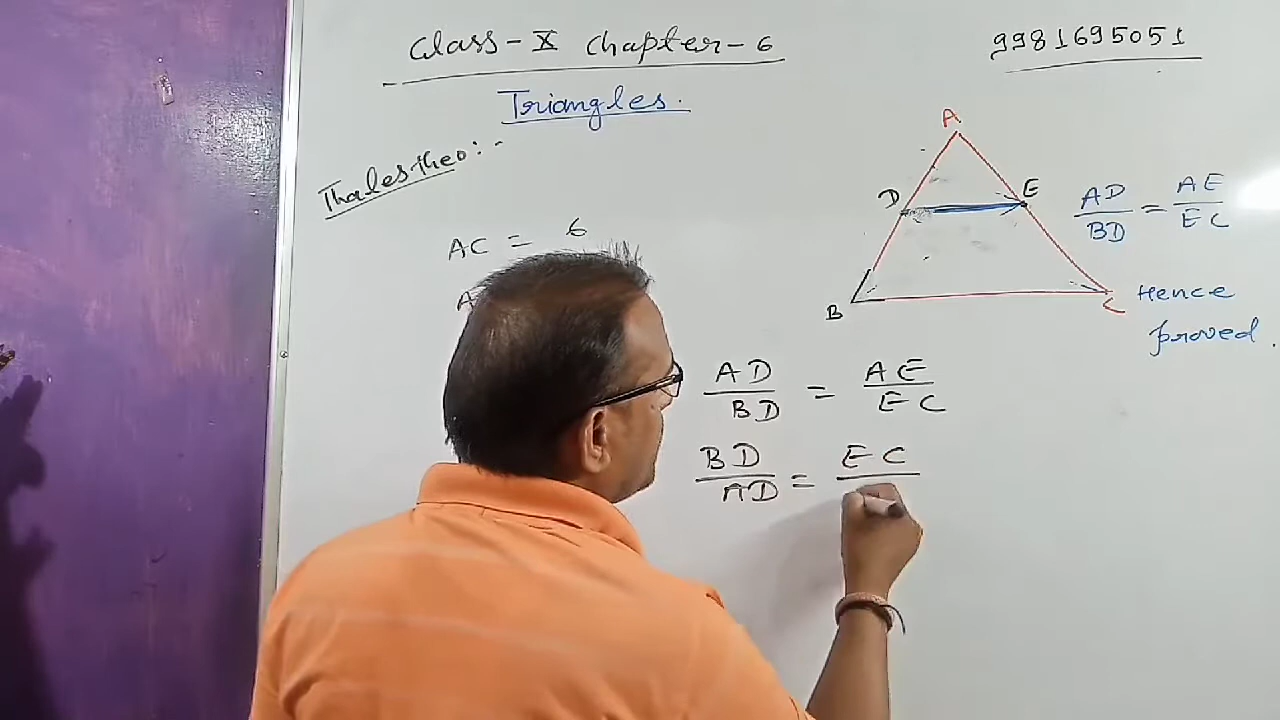 Class-X Chapter-6
9981695051
Triangles.
Thales theo:-
A
D
E
B
C
AD/BD = AE/EC
Hence
proved.
AC = 6
A
AD/BD = AE/EC
BD/AD = EC/